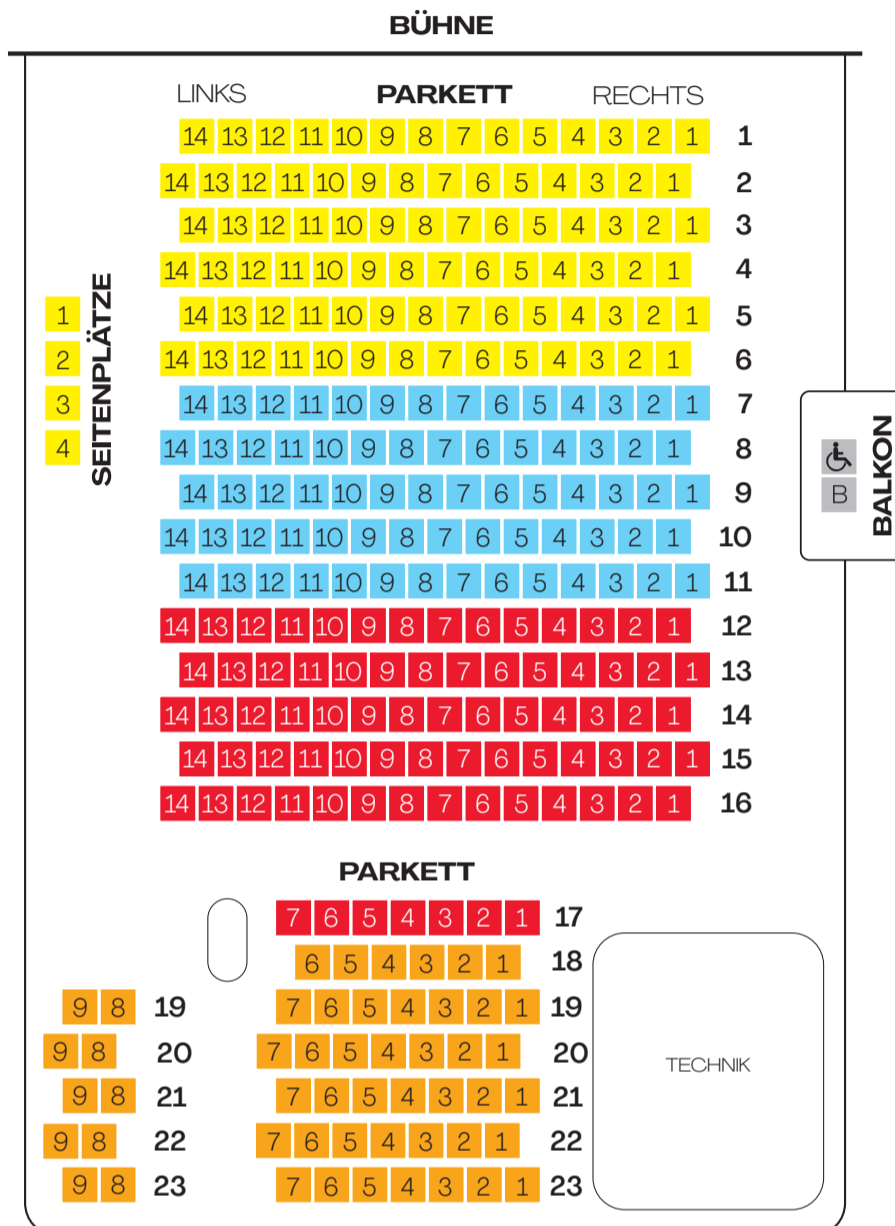 BÜHNE
LINKS PARKETT RECHTS
14 13 12 11 10 9 8 7 6 5 4 3 2 1 1
14 13 12 11 10 9 8 7 6 5 4 3 2 1 2
14 13 12 11 10 9 8 7 6 5 4 3 2 1 3
14 13 12 11 10 9 8 7 6 5 4 3 2 1 4
14 13 12 11 10 9 8 7 6 5 4 3 2 1 5
14 13 12 11 10 9 8 7 6 5 4 3 2 1 6
14 13 12 11 10 9 8 7 6 5 4 3 2 1 7
14 13 12 11 10 9 8 7 6 5 4 3 2 1 8
14 13 12 11 10 9 8 7 6 5 4 3 2 1 9
14 13 12 11 10 9 8 7 6 5 4 3 2 1 10
14 13 12 11 10 9 8 7 6 5 4 3 2 1 11
14 13 12 11 10 9 8 7 6 5 4 3 2 1 12
14 13 12 11 10 9 8 7 6 5 4 3 2 1 13
14 13 12 11 10 9 8 7 6 5 4 3 2 1 14
14 13 12 11 10 9 8 7 6 5 4 3 2 1 15
14 13 12 11 10 9 8 7 6 5 4 3 2 1 16
1
2
3
4
SEITENPLÄTZE
B
BALKON
PARKETT
7 6 5 4 3 2 1 17
6 5 4 3 2 1 18
9 8 19 7 6 5 4 3 2 1 19
9 8 20 7 6 5 4 3 2 1 20
9 8 21 7 6 5 4 3 2 1 21
9 8 22 7 6 5 4 3 2 1 22
9 8 23 7 6 5 4 3 2 1 23
TECHNIK